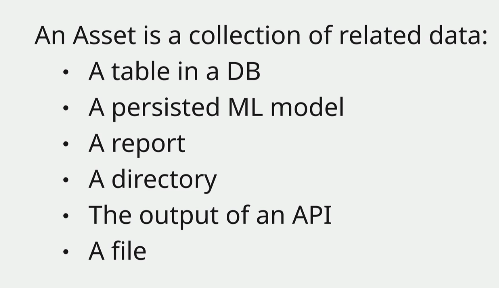 An Asset is a collection of related data:
• A table in a DB
• A persisted ML model
• A report
• A directory
• The output of an API
• A file